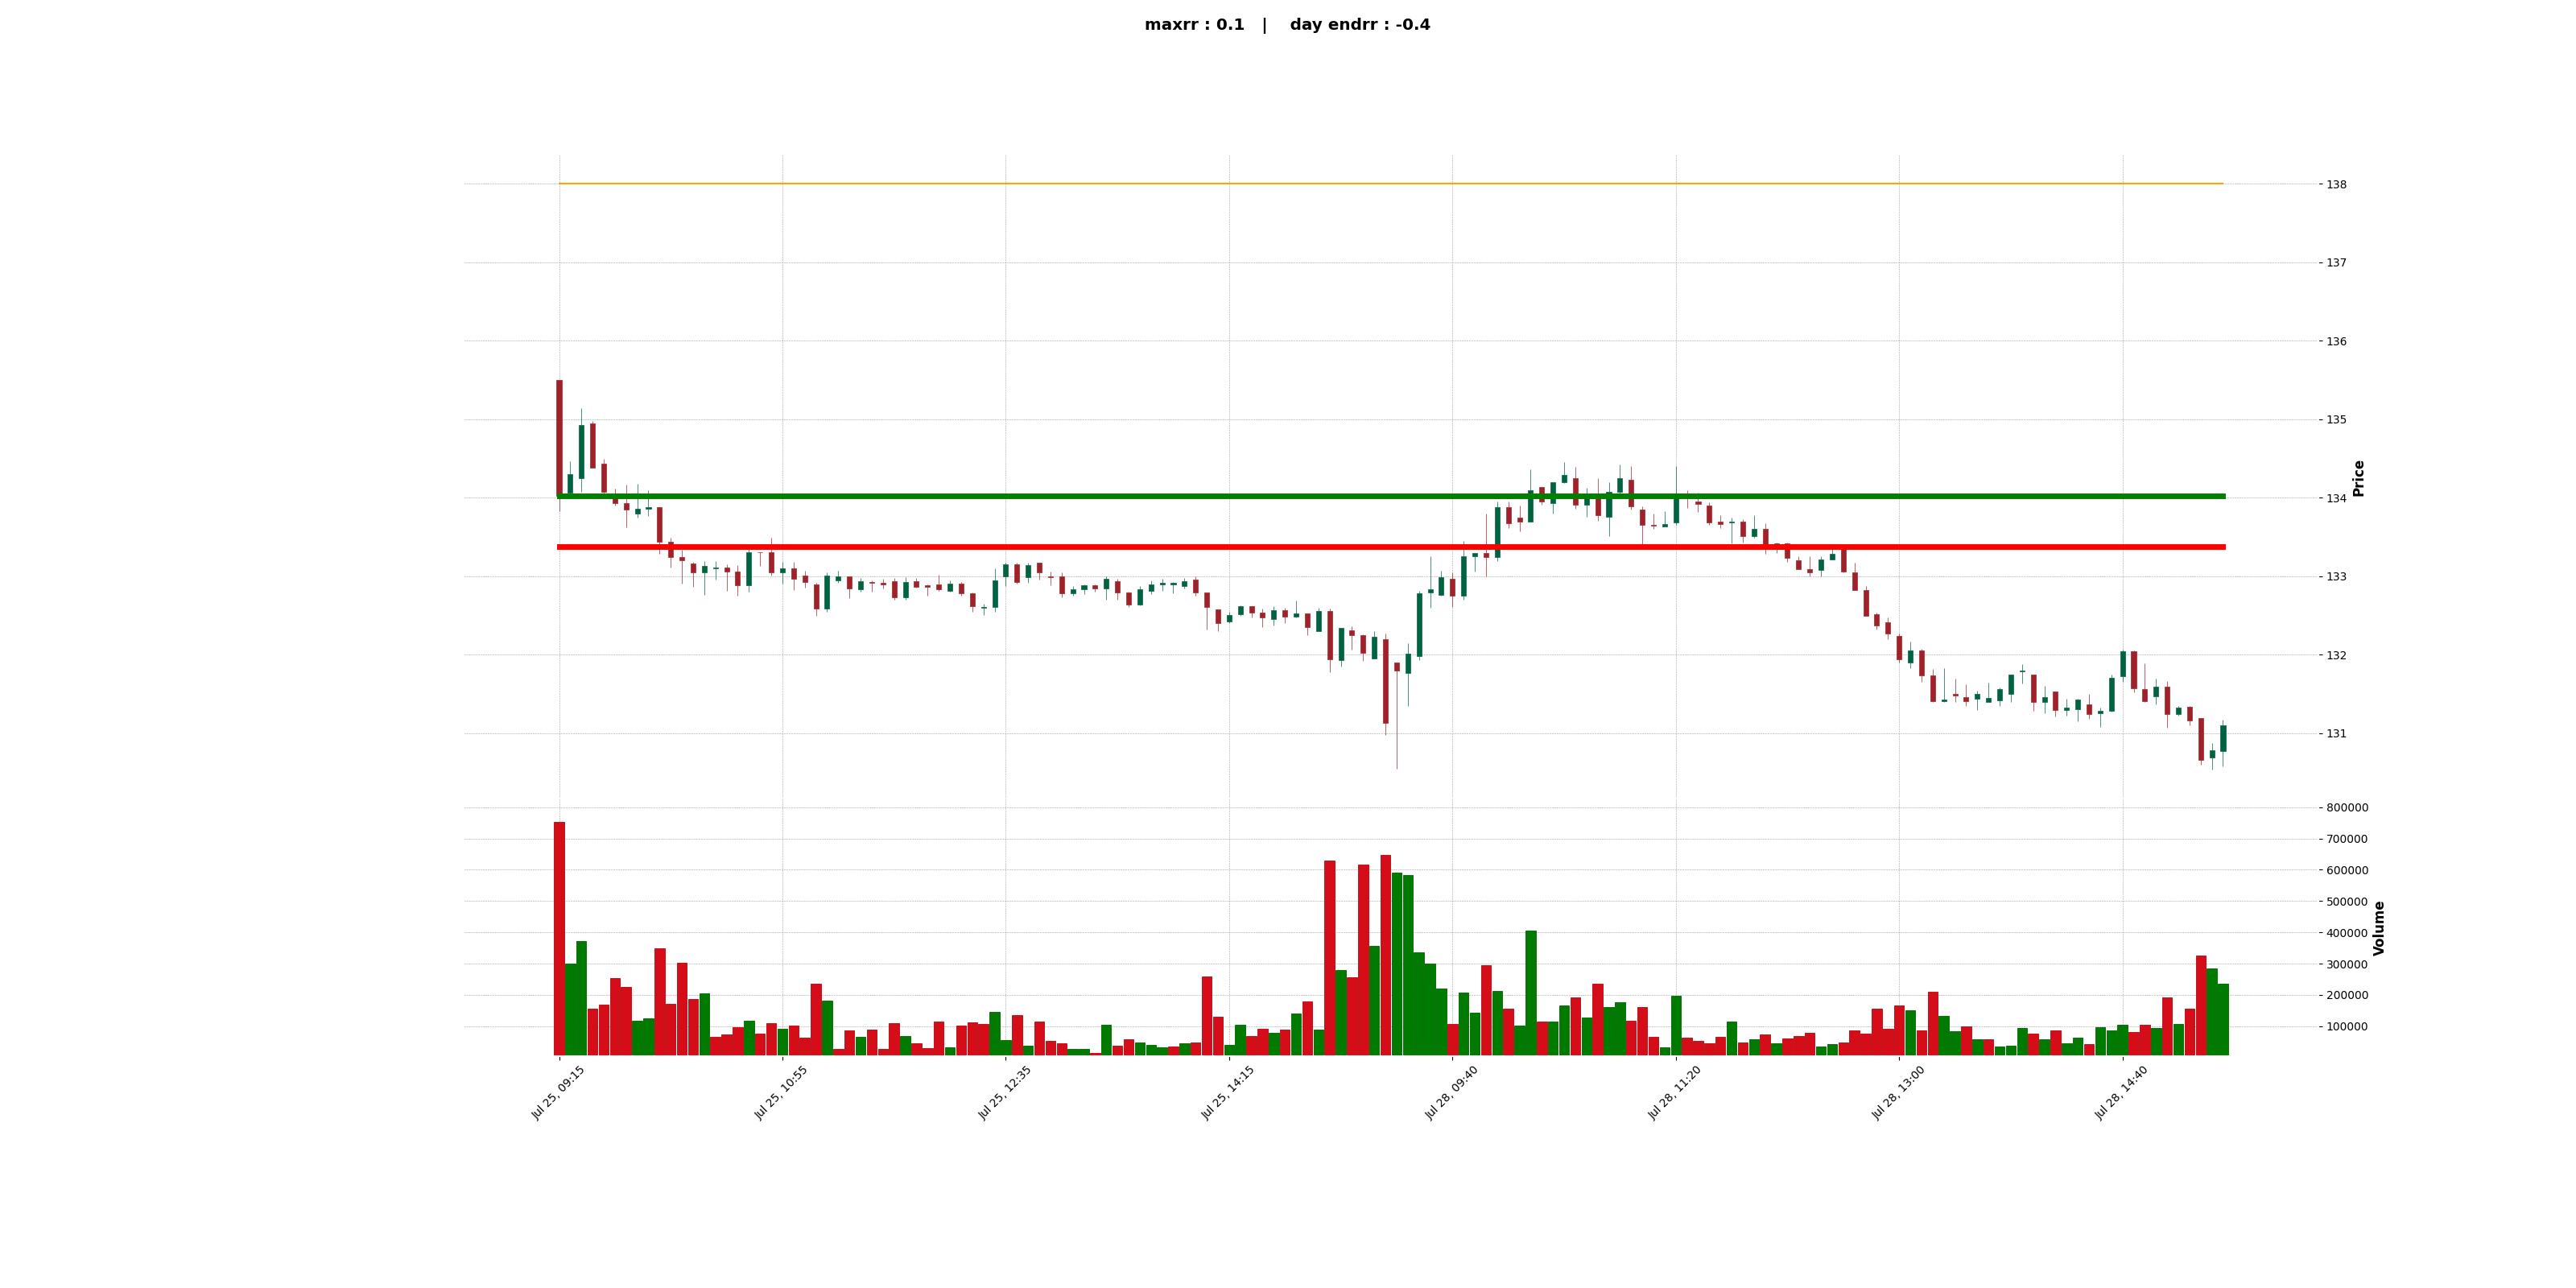 maxrr : 0.1 | day endrr : -0.4
138
137
136
135
134
133
132
131
Price
800000
700000
600000
500000
400000
300000
200000
100000
Volume
Jul 25, 09:15
Jul 25, 10:55
Jul 25, 12:35
Jul 25, 14:15
Jul 28, 09:40
Jul 28, 11:20
Jul 28, 13:00
Jul 28, 14:40